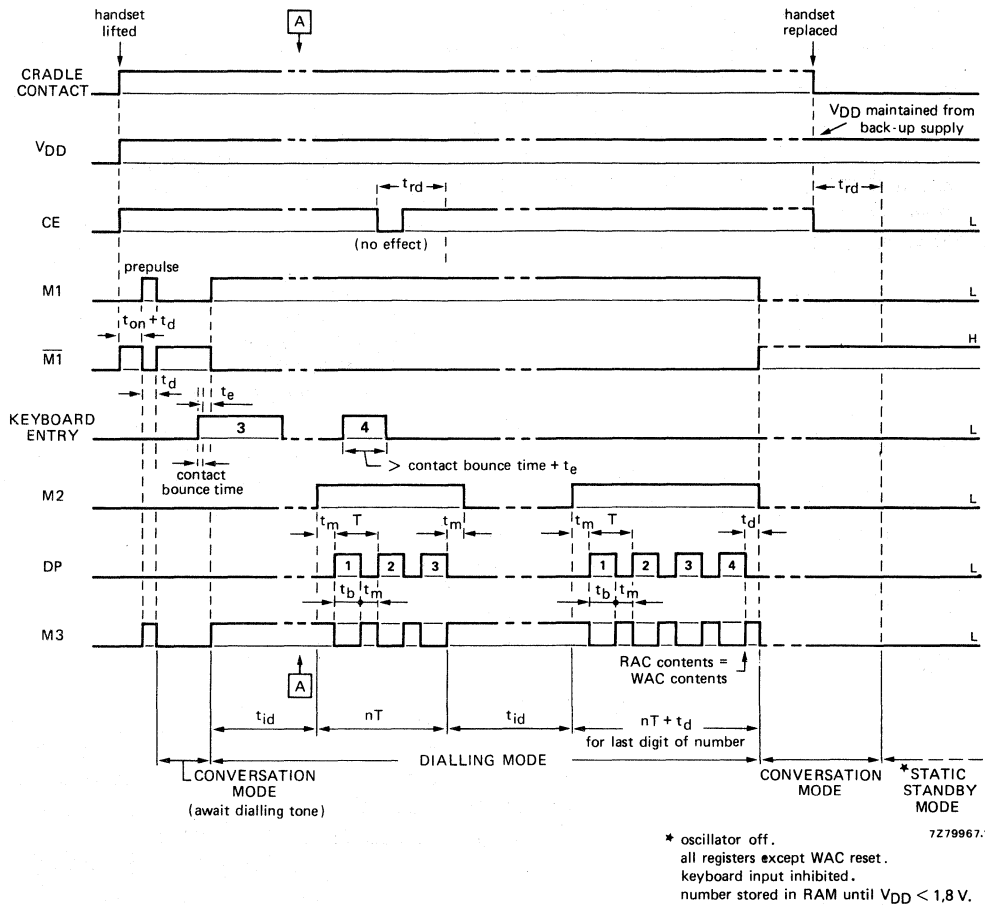 handset
lifted
A
handset
replaced
CRADLE
CONTACT
VDD maintained from
back-up supply
VDD
trd
trd
CE
L
(no effect)
prepulse
M1
L
ton + td
M1
H
td
te
KEYBOARD
ENTRY
3
4
L
> contact bounce time + te
contact
bounce time
M2
L
tm
T
tm
tm
T
td
DP
1
2
3
1
2
3
4
L
tb
tm
tb
tm
M3
L
RAC contents =
WAC contents
A
tid
nT
tid
nT + td
for last digit of number
DIALLING MODE
CONVERSATION
MODE
(await dialling tone)
CONVERSATION
MODE
* STATIC
STANDBY
MODE
7Z79967.1
* oscillator off.
all registers except WAC reset.
keyboard input inhibited.
number stored in RAM until VDD < 1,8 V.